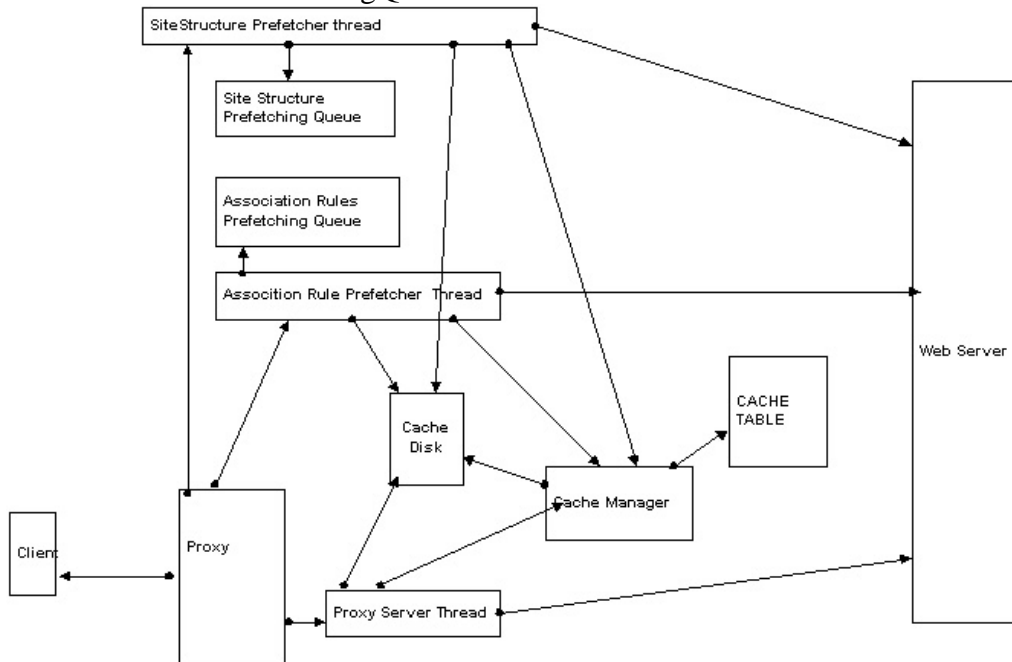 SiteStructure Prefetcher thread
Site Structure
Prefetching Queue
Association Rules
Prefetching Queue
Assocition Rule Prefetcher Thread
Web Server
CACHE
TABLE
Cache
Disk
Cache Manager
Client
Proxy
Proxy Server Thread